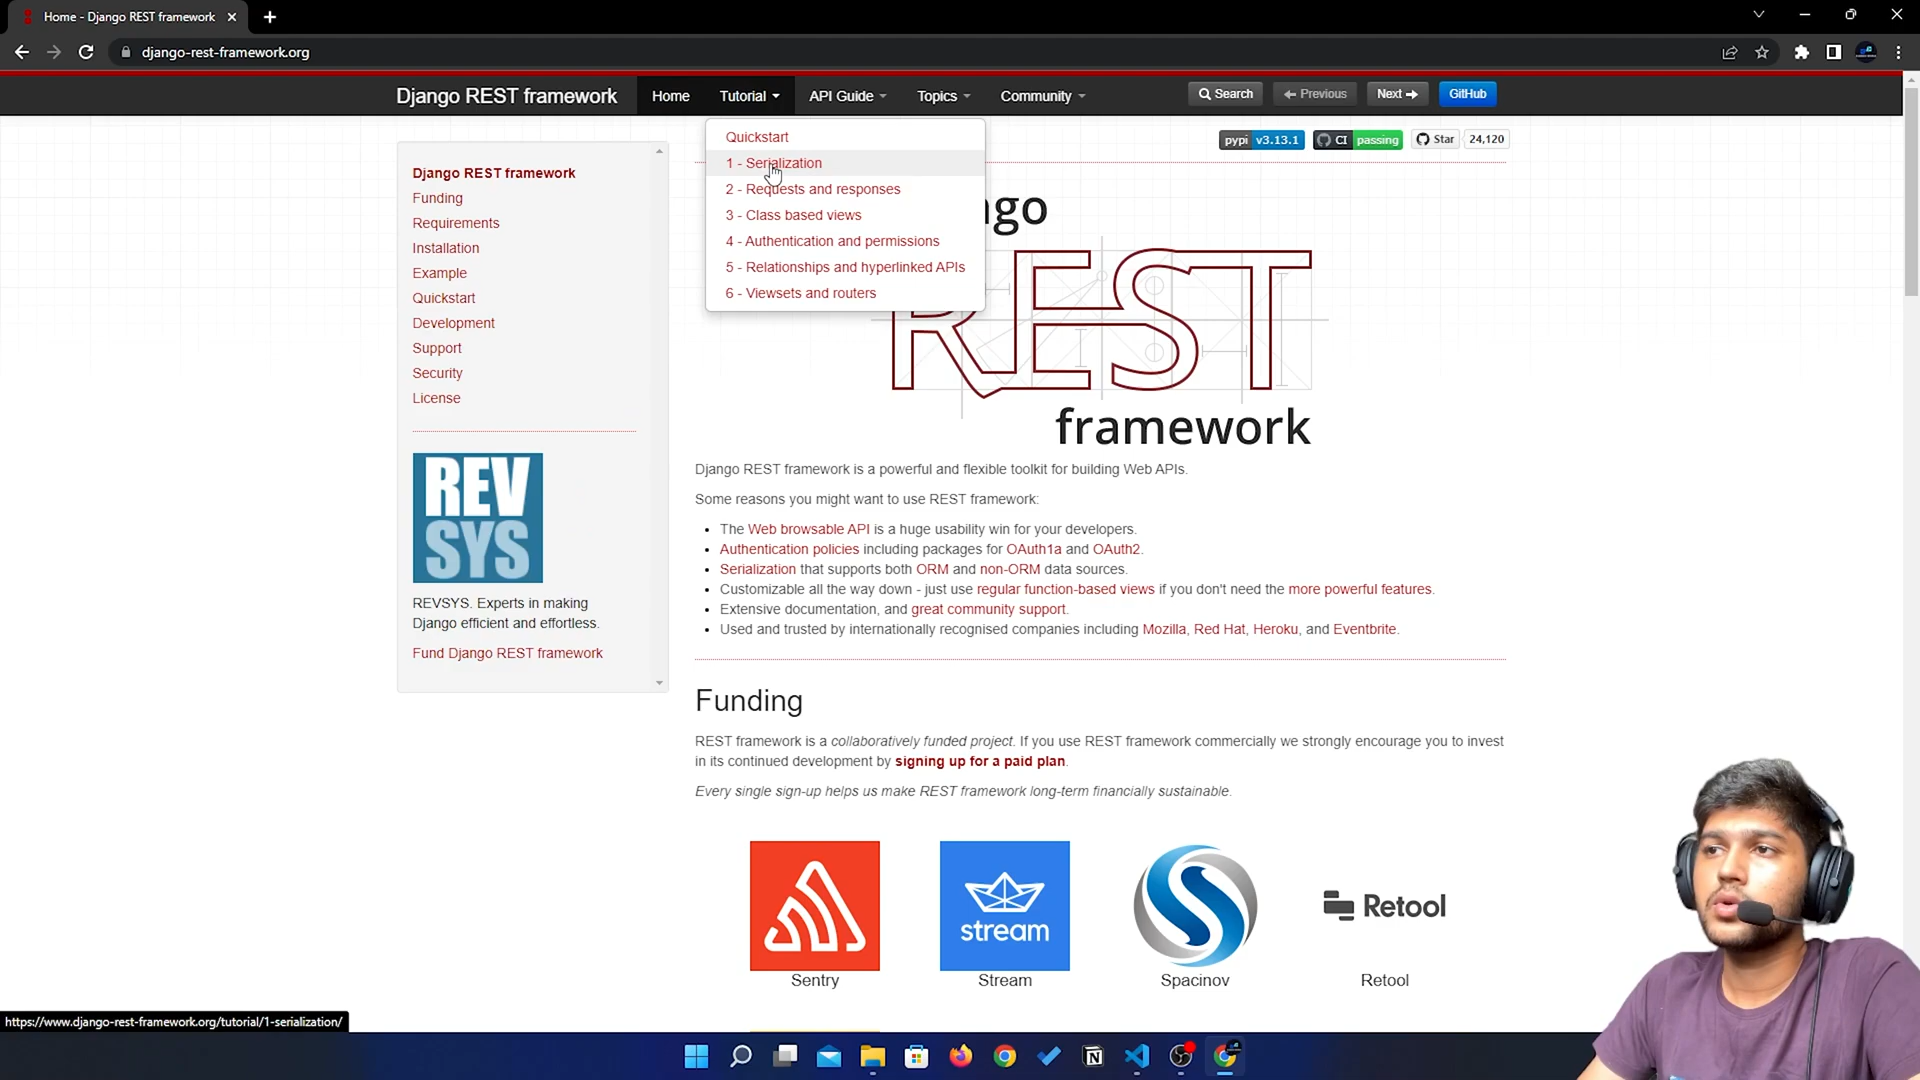 Home - Django REST framework
django-rest-framework.org
Django REST framework
Home
Tutorial
API Guide
Topics
Community
Search
Previous
Next
GitHub
Quickstart
1 - Serialization
2 - Requests and responses
3 - Class based views
4 - Authentication and permissions
5 - Relationships and hyperlinked APIs
6 - Viewsets and routers
pypi v3.13.1
CI passing
Star 24,120
Django REST framework
Funding
Requirements
Installation
Example
Quickstart
Development
Support
Security
License
REV
SYS
REVSYS. Experts in making
Django efficient and effortless.
Fund Django REST framework
ngo
REST
framework
Django REST framework is a powerful and flexible toolkit for building Web APIs.
Some reasons you might want to use REST framework:
• The Web browsable API is a huge usability win for your developers.
• Authentication policies including packages for OAuth1a and OAuth2.
• Serialization that supports both ORM and non-ORM data sources.
• Customizable all the way down - just use regular function-based views if you don't need the more powerful features.
• Extensive documentation, and great community support.
• Used and trusted by internationally recognised companies including Mozilla, Red Hat, Heroku, and Eventbrite.
Funding
REST framework is a collaboratively funded project. If you use REST framework commercially we strongly encourage you to invest
in its continued development by signing up for a paid plan.
Every single sign-up helps us make REST framework long-term financially sustainable.
stream
Retool
Sentry
Stream
Spacinov
Retool
https://www.django-rest-framework.org/tutorial/1-serialization/